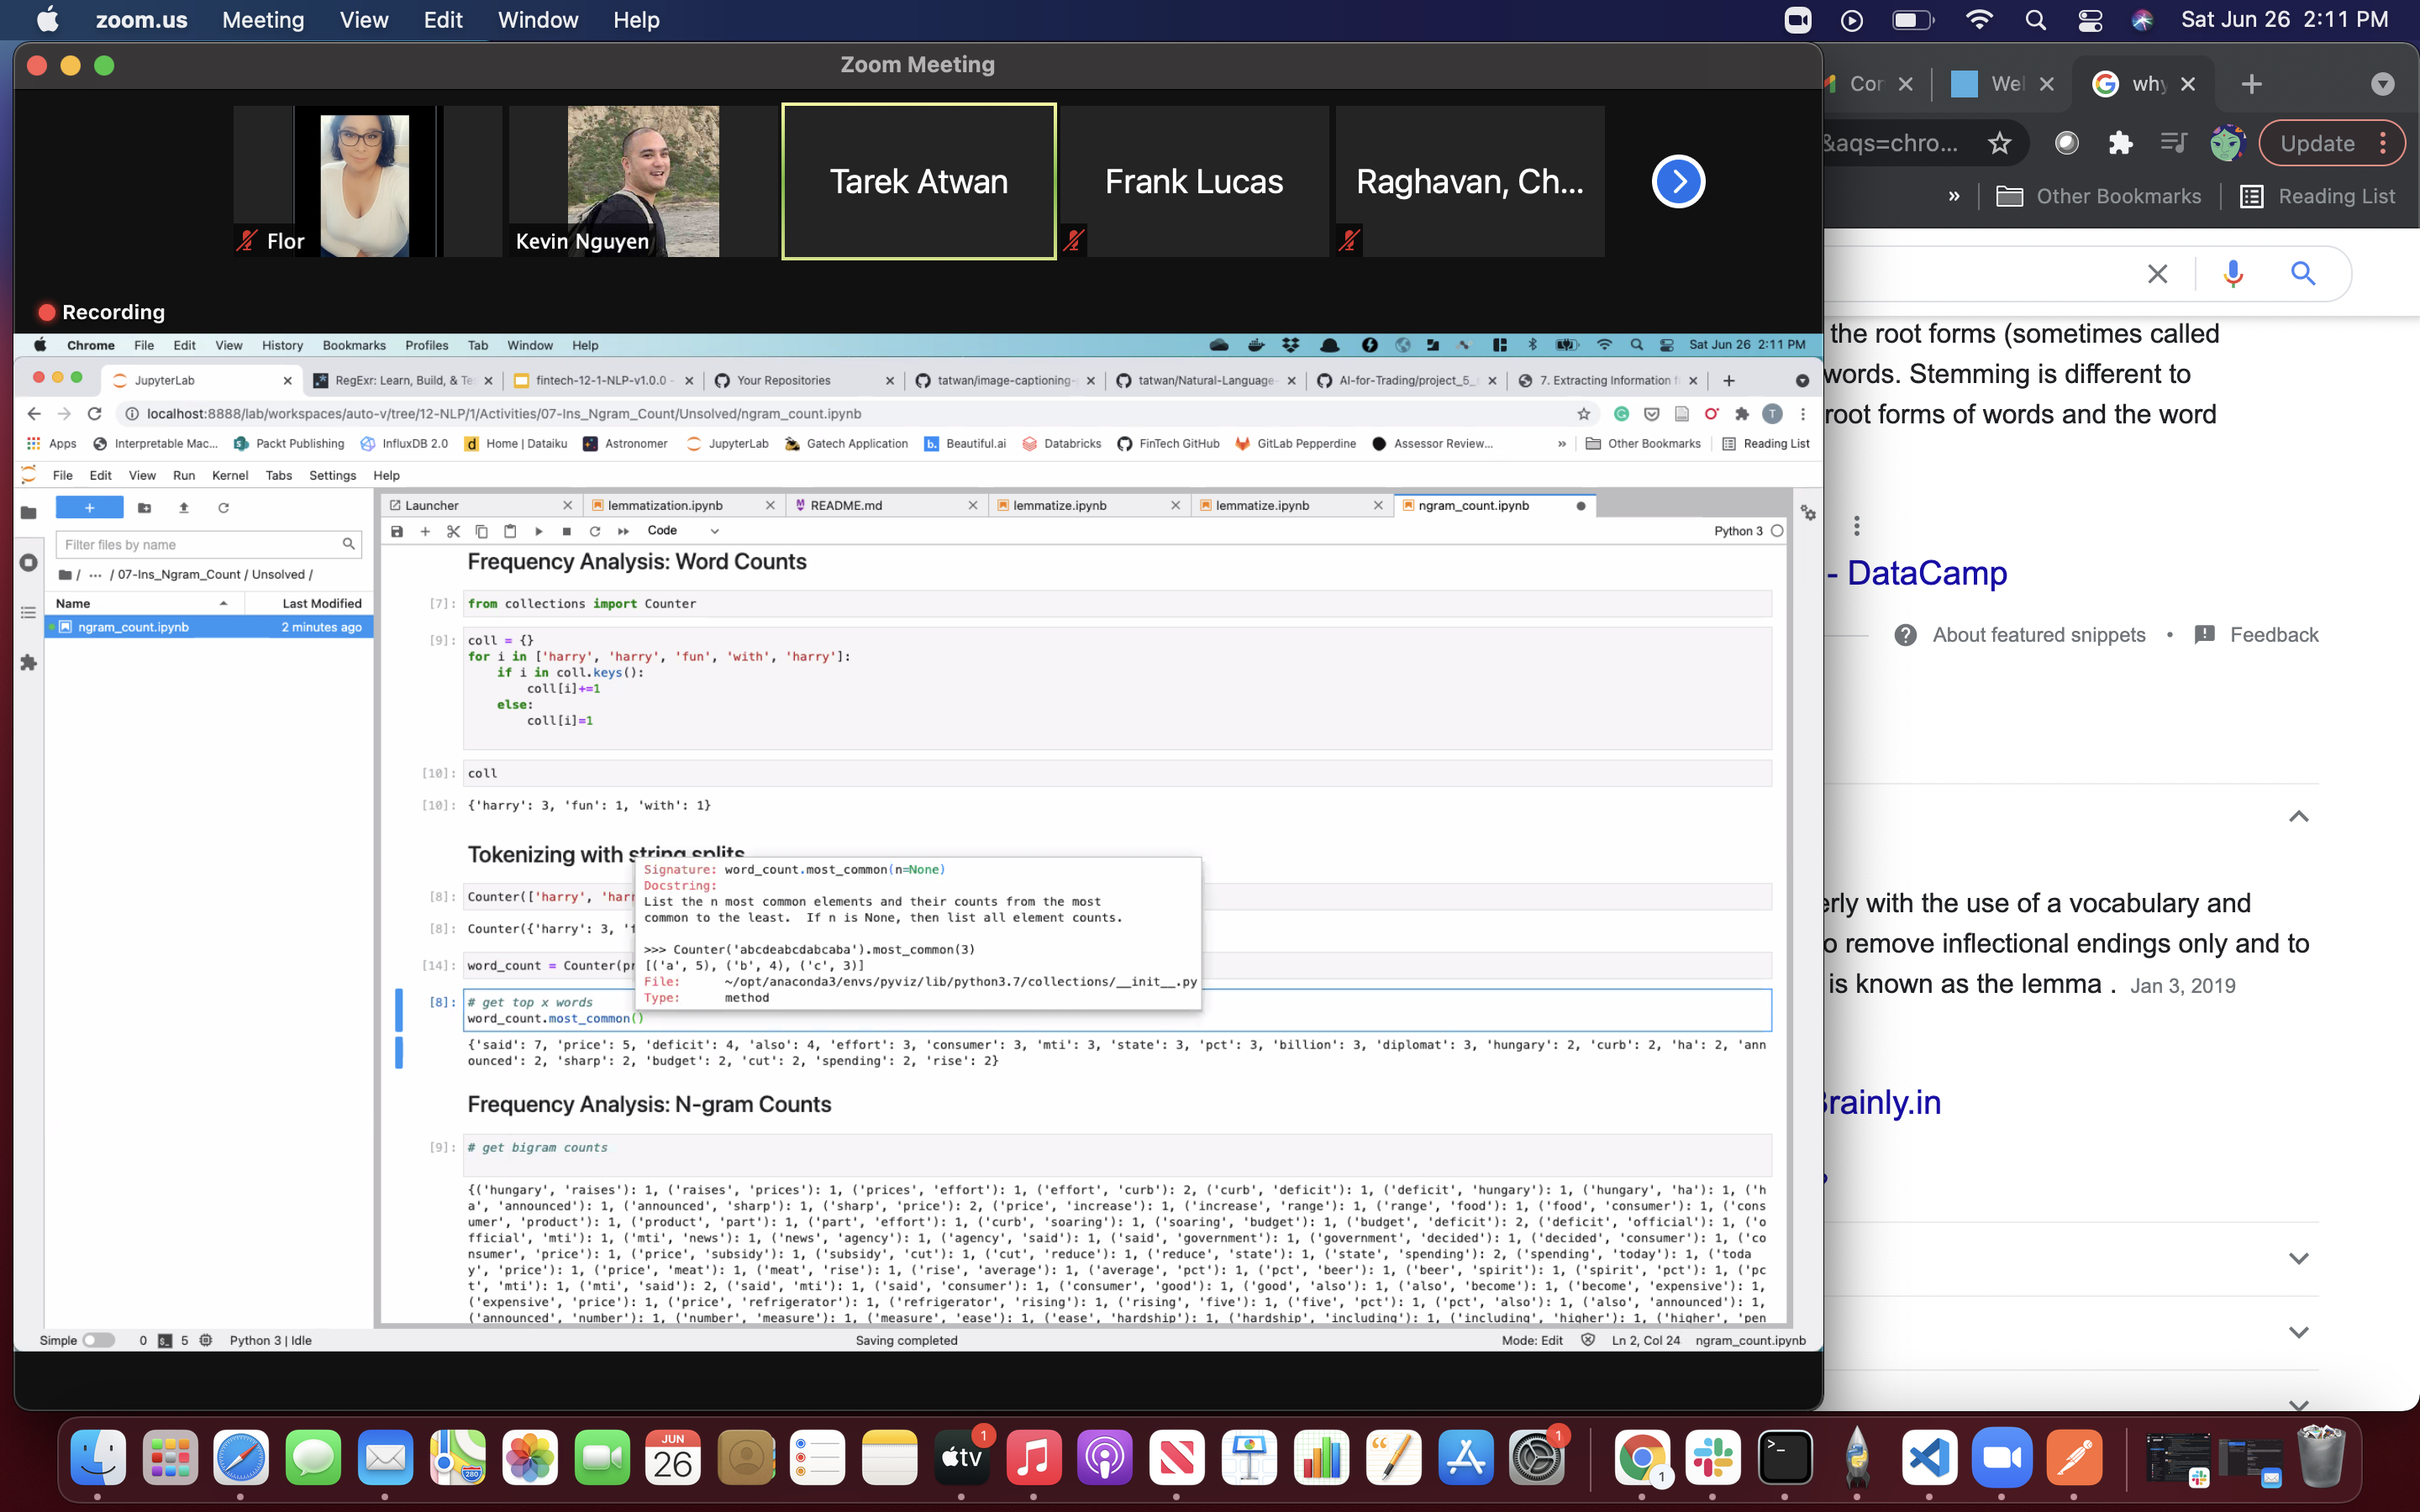 zoom.us Meeting View Edit Window Help
Sat Jun 26 2:11 PM
Zoom Meeting
Flor
Kevin Nguyen
Tarek Atwan
Frank Lucas
Raghavan, Ch...
Recording
Chrome File Edit View History Bookmarks Profiles Tab Window Help
Sat Jun 26 2:11 PM
JupyterLab
RegExr: Learn, Build, & Te
fintech-12-1-NLP-v1.0.0 -
Your Repositories
tatwan/image-captioning-
tatwan/Natural-Language-
AI-for-Trading/project_5_
7. Extracting Information f
localhost:8888/lab/workspaces/auto-v/tree/12-NLP/1/Activities/07-Ins_Ngram_Count/Unsolved/ngram_count.ipynb
Apps Interpretable Mac... Packt Publishing InfluxDB 2.0 Home | Dataiku Astronomer JupyterLab Gatech Application Beautiful.ai Databricks FinTech GitHub GitLab Pepperdine Assessor Review... » Other Bookmarks Reading List
File Edit View Run Kernel Tabs Settings Help
Filter files by name
/ ··· / 07-Ins_Ngram_Count / Unsolved /
Name Last Modified
ngram_count.ipynb 2 minutes ago
Launcher lemmatization.ipynb README.md lemmatize.ipynb lemmatize.ipynb ngram_count.ipynb
Code
Python 3
Frequency Analysis: Word Counts
[7]: from collections import Counter
[9]: coll = {}
for i in ['harry', 'harry', 'fun', 'with', 'harry']:
if i in coll.keys():
coll[i]+=1
else:
coll[i]=1
[10]: coll
[10]: {'harry': 3, 'fun': 1, 'with': 1}
Tokenizing with string splits
[8]: Counter(['harry', 'harr
[8]: Counter({'harry': 3, 'f
[14]: word_count = Counter(pr
Signature: word_count.most_common(n=None)
Docstring:
List the n most common elements and their counts from the most
common to the least. If n is None, then list all element counts.
>>> Counter('abcdeabcdabcaba').most_common(3)
[('a', 5), ('b', 4), ('c', 3)]
File: ~/opt/anaconda3/envs/pyviz/lib/python3.7/collections/__init__.py
Type: method
[8]: # get top x words
word_count.most_common()
{'said': 7, 'price': 5, 'deficit': 4, 'also': 4, 'effort': 3, 'consumer': 3, 'mti': 3, 'state': 3, 'pct': 3, 'billion': 3, 'diplomat': 3, 'hungary': 2, 'curb': 2, 'ha': 2, 'ann
ounced': 2, 'sharp': 2, 'budget': 2, 'cut': 2, 'spending': 2, 'rise': 2}
Frequency Analysis: N-gram Counts
[9]: # get bigram counts
{('hungary', 'raises'): 1, ('raises', 'prices'): 1, ('prices', 'effort'): 1, ('effort', 'curb'): 2, ('curb', 'deficit'): 1, ('deficit', 'hungary'): 1, ('hungary', 'ha'): 1, ('h
a', 'announced'): 1, ('announced', 'sharp'): 1, ('sharp', 'price'): 2, ('price', 'increase'): 1, ('increase', 'range'): 1, ('range', 'food'): 1, ('food', 'consumer'): 1, ('cons
umer', 'product'): 1, ('product', 'part'): 1, ('part', 'effort'): 1, ('curb', 'soaring'): 1, ('soaring', 'budget'): 1, ('budget', 'deficit'): 2, ('deficit', 'official'): 1, ('o
fficial', 'mti'): 1, ('mti', 'news'): 1, ('news', 'agency'): 1, ('agency', 'said'): 1, ('said', 'government'): 1, ('government', 'decided'): 1, ('decided', 'consumer'): 1, ('co
nsumer', 'price'): 1, ('price', 'subsidy'): 1, ('subsidy', 'cut'): 1, ('cut', 'reduce'): 1, ('reduce', 'state'): 1, ('state', 'spending'): 2, ('spending', 'today'): 1, ('toda
y', 'price'): 1, ('price', 'meat'): 1, ('meat', 'rise'): 1, ('rise', 'average'): 1, ('average', 'pct'): 1, ('pct', 'beer'): 1, ('beer', 'spirit'): 1, ('spirit', 'pct'): 1, ('pc
t', 'mti'): 1, ('mti', 'said'): 2, ('said', 'mti'): 1, ('said', 'consumer'): 1, ('consumer', 'good'): 1, ('good', 'also'): 1, ('also', 'become'): 1, ('become', 'expensive'): 1,
('expensive', 'price'): 1, ('price', 'refrigerator'): 1, ('refrigerator', 'rising'): 1, ('rising', 'five'): 1, ('five', 'pct'): 1, ('pct', 'also'): 1, ('also', 'announced'): 1,
('announced', 'number'): 1, ('number', 'measure'): 1, ('measure', 'ease'): 1, ('ease', 'hardship'): 1, ('hardship', 'including'): 1, ('including', 'higher'): 1, ('higher', 'pen
Simple 0 5 Python 3 | Idle
Saving completed
Mode: Edit Ln 2, Col 24 ngram_count.ipynb
Cor
Wel
why
&aqs=chro...
Update
» Other Bookmarks Reading List
the root forms (sometimes called
words. Stemming is different to
root forms of words and the word
- DataCamp
About featured snippets • Feedback
erly with the use of a vocabulary and
o remove inflectional endings only and to
is known as the lemma . Jan 3, 2019
Brainly.in
JUN
26
280
tv
1
1
1